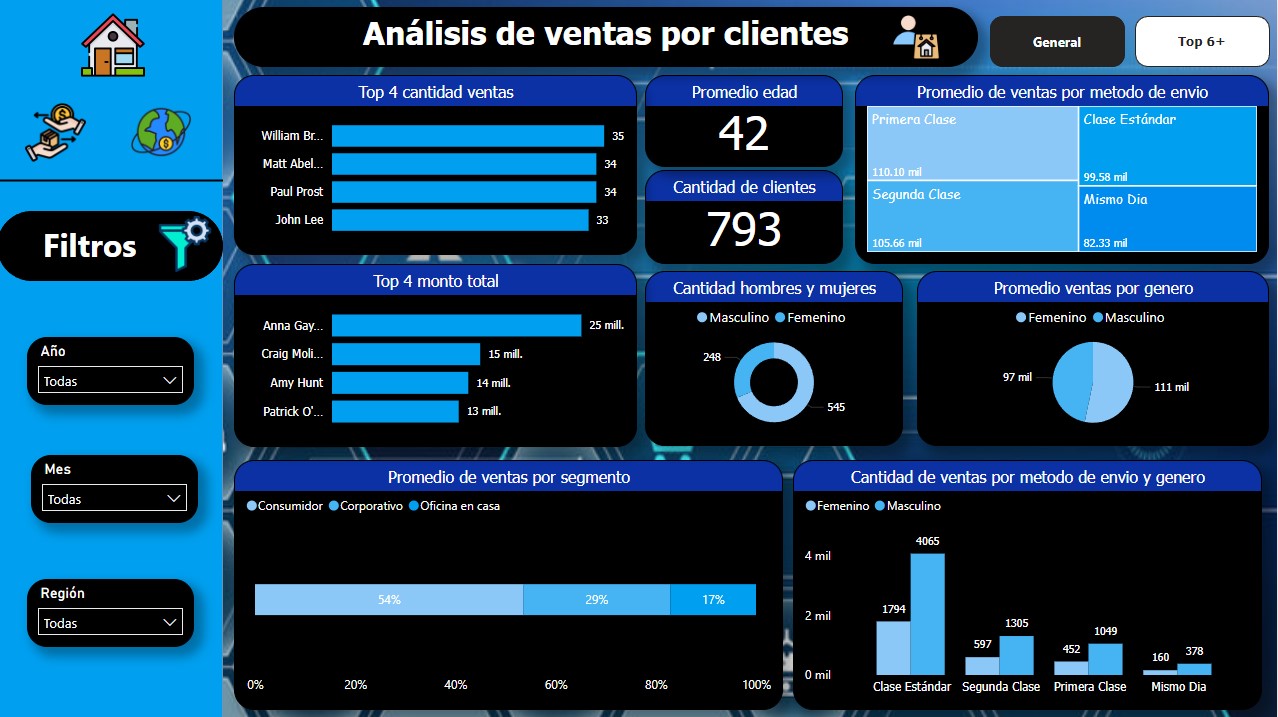 Análisis de ventas por clientes
General
Top 6+
Filtros
Año
Todas
Mes
Todas
Región
Todas
Top 4 cantidad ventas
William Br...
35
Matt Abel...
34
Paul Prost
34
John Lee
33
Promedio edad
42
Cantidad de clientes
793
Promedio de ventas por metodo de envio
Primera Clase
110.10 mil
Clase Estándar
99.58 mil
Segunda Clase
105.66 mil
Mismo Dia
82.33 mil
Top 4 monto total
Anna Gay...
25 mill.
Craig Moli...
15 mill.
Amy Hunt
14 mill.
Patrick O'...
13 mill.
Cantidad hombres y mujeres
Masculino Femenino
248
545
Promedio ventas por genero
Femenino Masculino
97 mil
111 mil
Promedio de ventas por segmento
Consumidor Corporativo Oficina en casa
54% 29% 17%
0% 20% 40% 60% 80% 100%
Cantidad de ventas por metodo de envio y genero
Femenino Masculino
4 mil
2 mil
0 mil
1794
4065
597
1305
452
1049
160
378
Clase Estándar Segunda Clase Primera Clase Mismo Dia